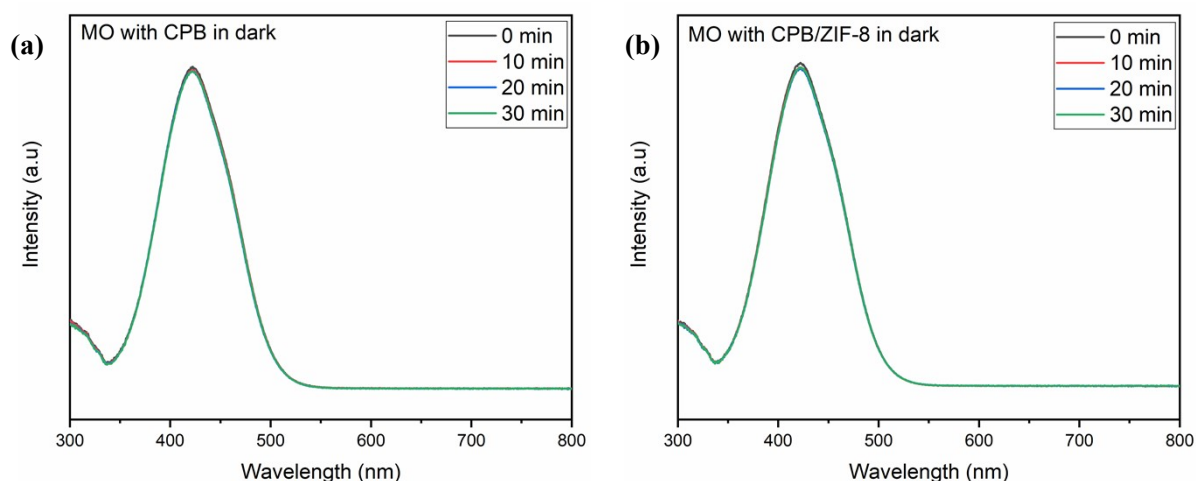 (a)
MO with CPB in dark
0 min
10 min
20 min
30 min
Intensity (a.u)
300 400 500 600 700 800
Wavelength (nm)
(b)
MO with CPB/ZIF-8 in dark
0 min
10 min
20 min
30 min
Intensity (a.u)
300 400 500 600 700 800
Wavelength (nm)